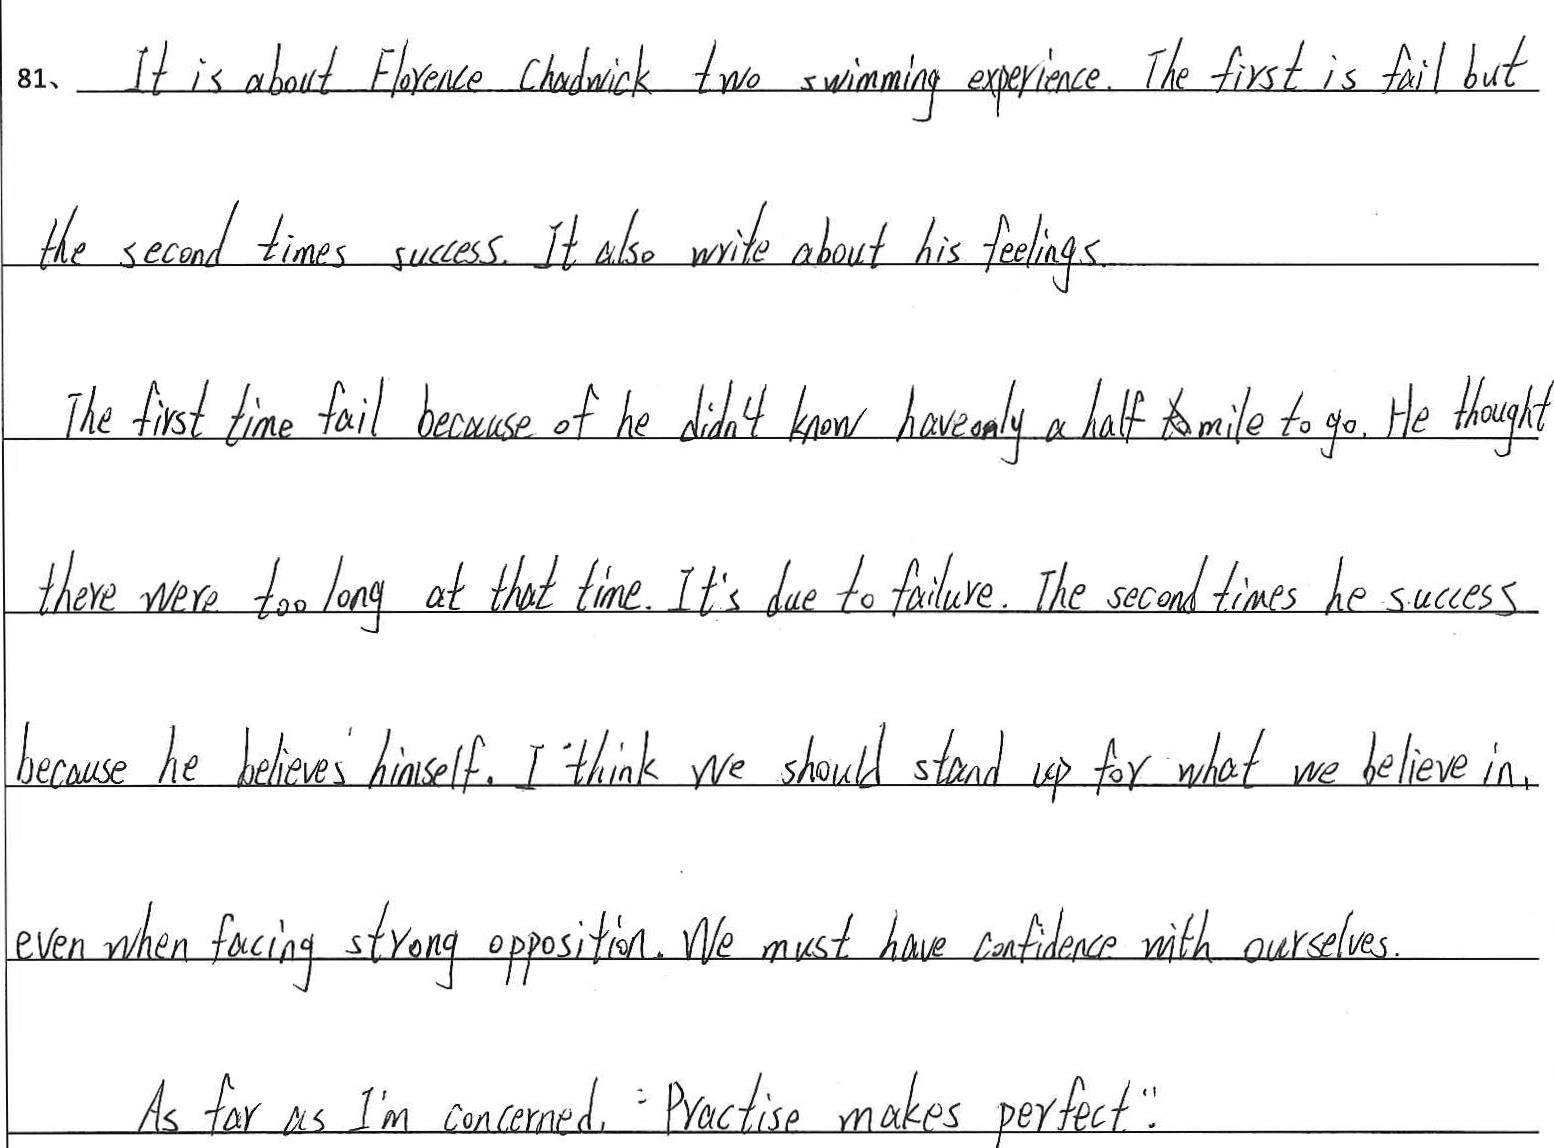 81、 It is about Florence Chadwick two swimming experience. The first is fail but
the second times success. It also write about his feelings.
The first time fail because of he didn't know have only a half mile to go. He thought
there were too long at that time. It's due to failure. The second times he success
because he believes himself. I think we should stand up for what we believe in,
even when facing strong opposition. We must have confidence with ourselves.
As far as I'm concerned, "Practise makes perfect".